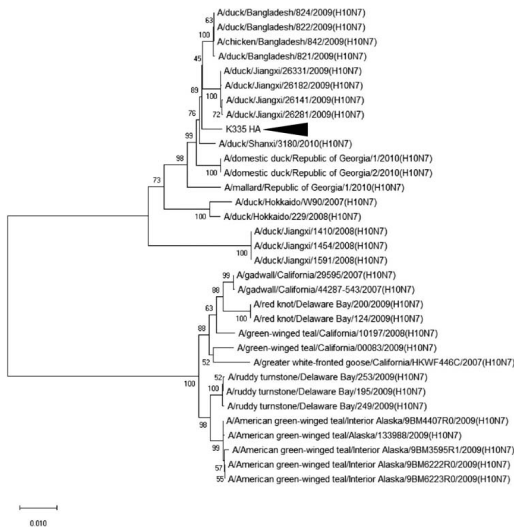 63
A/duck/Bangladesh/824/2009(H10N7)
A/duck/Bangladesh/822/2009(H10N7)
100
A/chicken/Bangladesh/842/2009(H10N7)
A/duck/Bangladesh/821/2009(H10N7)
45
A/duck/Jiangxi/26331/2009(H10N7)
A/duck/Jiangxi/26182/2009(H10N7)
89
100
A/duck/Jiangxi/26141/2009(H10N7)
72
A/duck/Jiangxi/26281/2009(H10N7)
76
K335 HA
99
A/duck/Shanxi/3180/2010(H10N7)
A/domestic duck/Republic of Georgia/1/2010(H10N7)
98
100
A/domestic duck/Republic of Georgia/2/2010(H10N7)
73
A/mallard/Republic of Georgia/1/2010(H10N7)
A/duck/Hokkaido/W90/2007(H10N7)
100
A/duck/Hokkaido/229/2008(H10N7)
A/duck/Jiangxi/1410/2008(H10N7)
A/duck/Jiangxi/1454/2008(H10N7)
100
A/duck/Jiangxi/1591/2008(H10N7)
99
A/gadwall/California/29595/2007(H10N7)
88
A/gadwall/California/44287-543/2007(H10N7)
63
A/red knot/Delaware Bay/200/2009(H10N7)
100
A/red knot/Delaware Bay/124/2009(H10N7)
A/green-winged teal/California/10197/2008(H10N7)
A/green-winged teal/California/00083/2009(H10N7)
52
A/greater white-fronted goose/California/HKWF446C/2007(H10N7)
100
52
A/ruddy turnstone/Delaware Bay/253/2009(H10N7)
100
A/ruddy turnstone/Delaware Bay/195/2009(H10N7)
A/ruddy turnstone/Delaware Bay/249/2009(H10N7)
98
A/American green-winged teal/Interior Alaska/9BM4407R0/2009(H10N7)
A/American green-winged teal/Alaska/133988/2009(H10N7)
99
A/American green-winged teal/Interior Alaska/9BM3595R1/2009(H10N7)
57
A/American green-winged teal/Interior Alaska/9BM6222R0/2009(H10N7)
55
A/American green-winged teal/Interior Alaska/9BM6223R0/2009(H10N7)
0.010